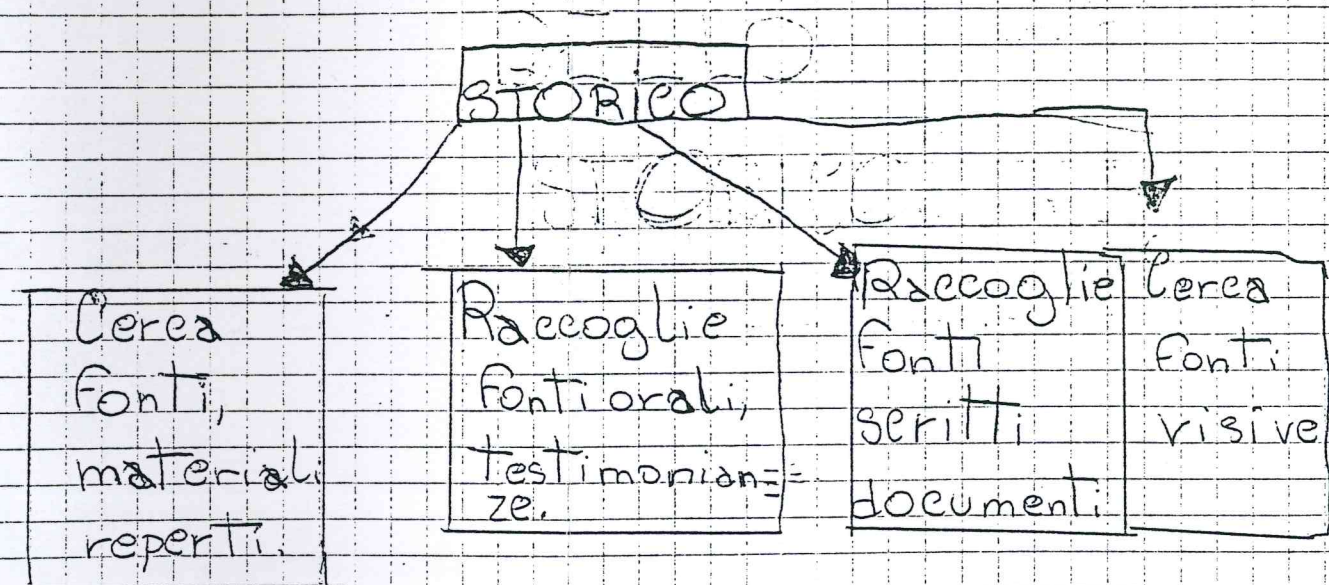 STORICO
Cerca
fonti,
materiali
reperti.
Raccoglie
fonti orali,
testimonian=
ze.
Raccoglie
fonti
scritti
documenti
Cerca
fonti
visive